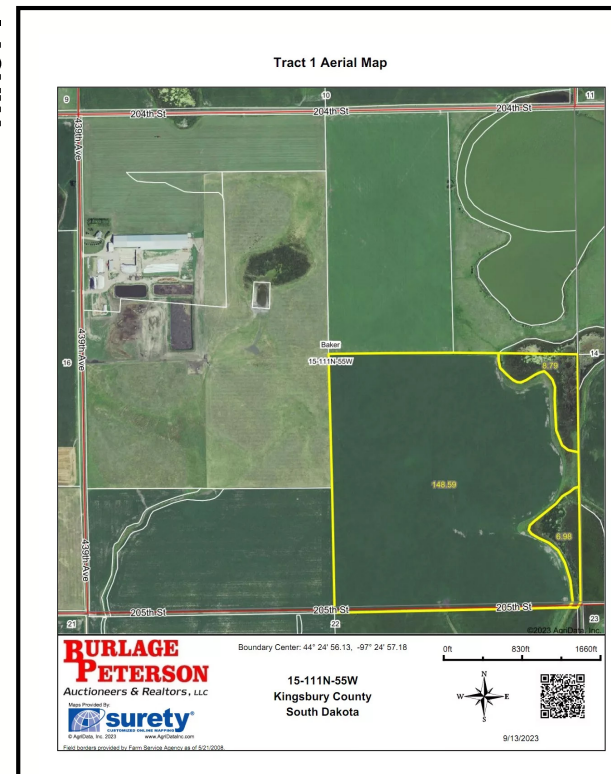 Tract 1 Aerial Map
9
10
11
204th St
204th St
204th St
439th Ave
439th Ave
439th Ave
Baker
15-111N-55W
16
14
8.79
148.59
6.98
205th St
205th St
205th St
21
22
23
©2023 AgriData, Inc.
BURLAGE
PETERSON
Auctioneers & Realtors, LLC
Maps Provided By:
surety®
CUSTOMIZED ONLINE MAPPING
© AgriData, Inc. 2023 www.AgriDataInc.com
Field borders provided by Farm Service Agency as of 5/21/2008.
Boundary Center: 44° 24' 56.13, -97° 24' 57.18
15-111N-55W
Kingsbury County
South Dakota
0ft 830ft 1660ft
N
W E
S
9/13/2023